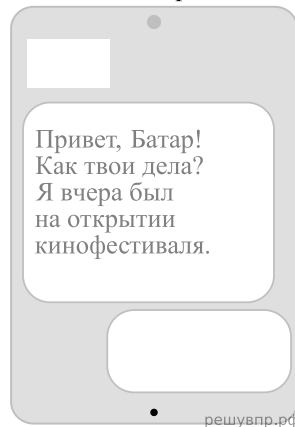 Привет, Батар!
Как твои дела?
Я вчера был
на открытии
кинофестиваля.
решувпр.рф